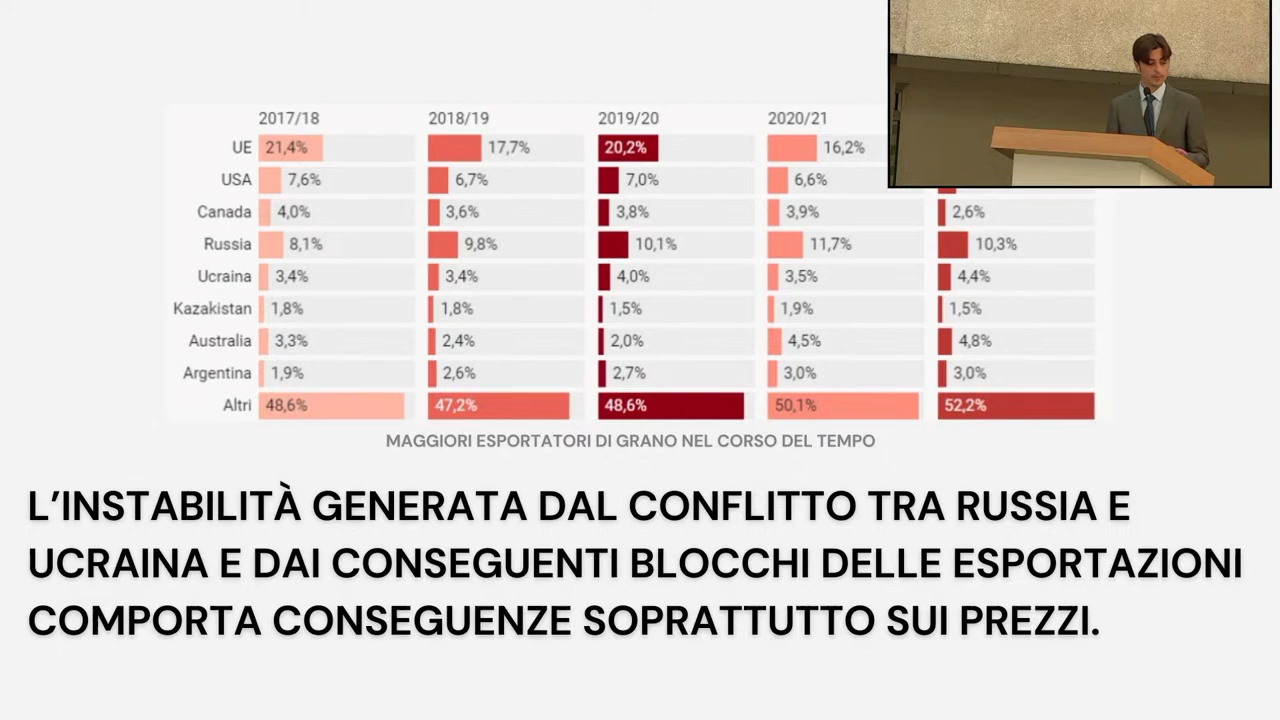 2017/18 2018/19 2019/20 2020/21
UE 21,4% 17,7% 20,2% 16,2%
USA 7,6% 6,7% 7,0% 6,6%
Canada 4,0% 3,6% 3,8% 3,9% 2,6%
Russia 8,1% 9,8% 10,1% 11,7% 10,3%
Ucraina 3,4% 3,4% 4,0% 3,5% 4,4%
Kazakistan 1,8% 1,8% 1,5% 1,9% 1,5%
Australia 3,3% 2,4% 2,0% 4,5% 4,8%
Argentina 1,9% 2,6% 2,7% 3,0% 3,0%
Altri 48,6% 47,2% 48,6% 50,1% 52,2%
MAGGIORI ESPORTATORI DI GRANO NEL CORSO DEL TEMPO
L'INSTABILITÀ GENERATA DAL CONFLITTO TRA RUSSIA E
UCRAINA E DAI CONSEGUENTI BLOCCHI DELLE ESPORTAZIONI
COMPORTA CONSEGUENZE SOPRATTUTTO SUI PREZZI.